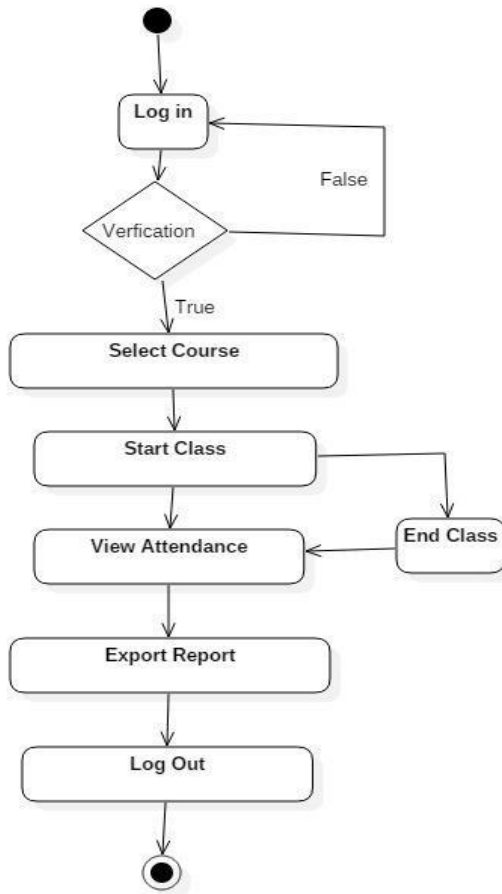 Log in
False
Verfication
True
Select Course
Start Class
End Class
View Attendance
Export Report
Log Out